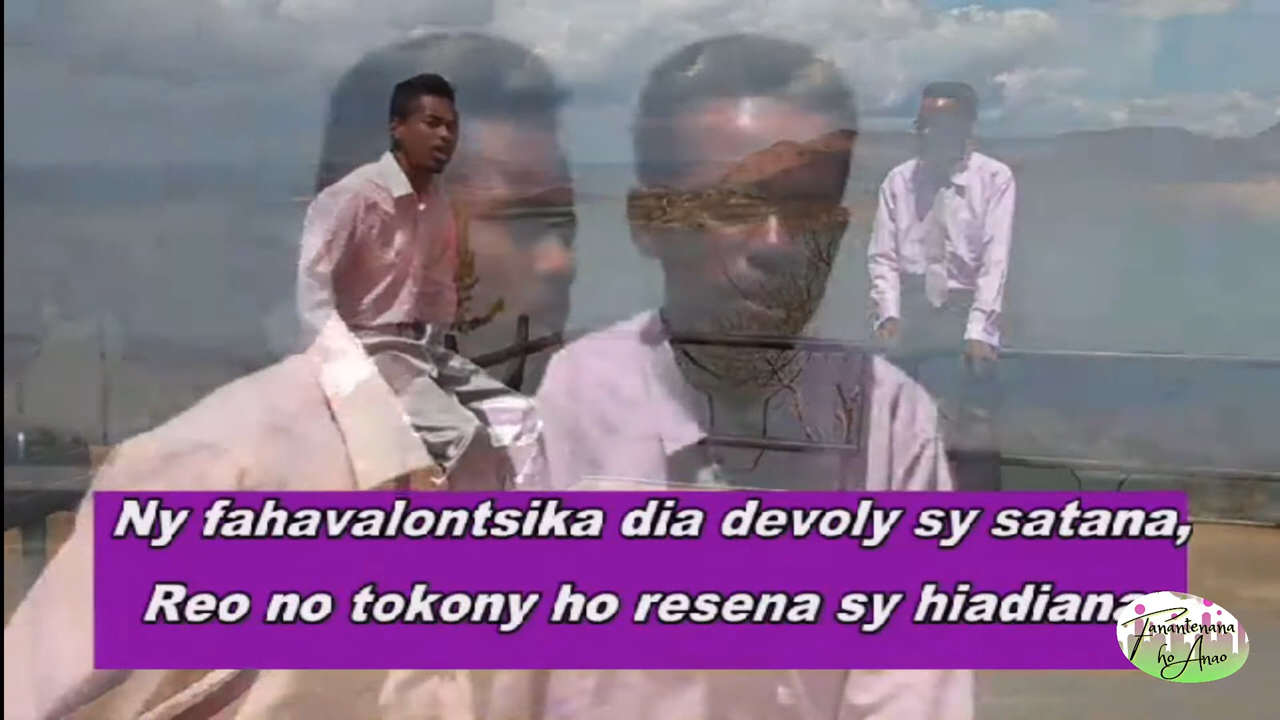 Ny fahavalontsika dia devoly sy satana,
Reo no tokony ho resena sy hiadiana
Fanantenana
ho Anao